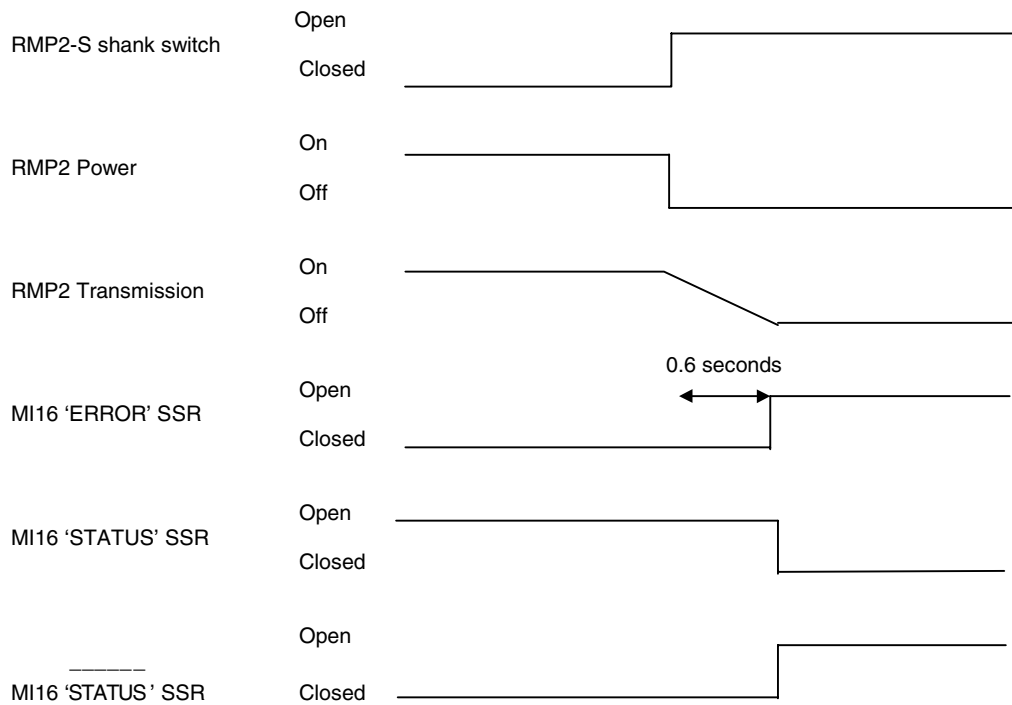 Open
RMP2-S shank switch
Closed
On
RMP2 Power
Off
On
RMP2 Transmission
Off
0.6 seconds
Open
MI16 ‘ERROR’ SSR
Closed
Open
MI16 ‘STATUS’ SSR
Closed
Open
MI16 ‘STATUS’ SSR
Closed